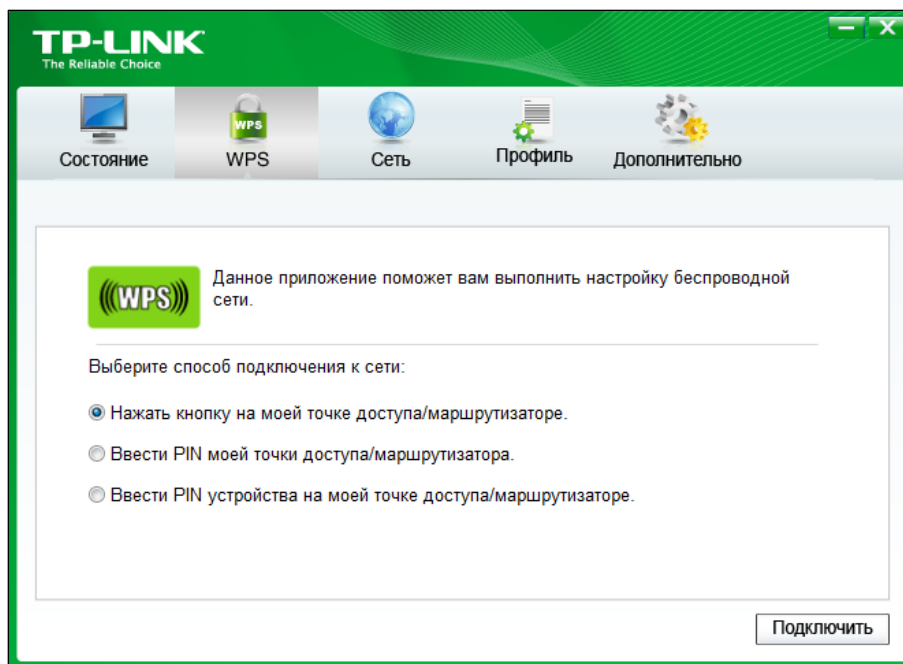 TP-LINK
The Reliable Choice
WPS
Состояние
WPS
Сеть
Профиль
Дополнительно
WPS
Данное приложение поможет вам выполнить настройку беспроводной
сети.
Выберите способ подключения к сети:
Нажать кнопку на моей точке доступа/маршрутизаторе.
Ввести PIN моей точки доступа/маршрутизатора.
Ввести PIN устройства на моей точке доступа/маршрутизаторе.
Подключить